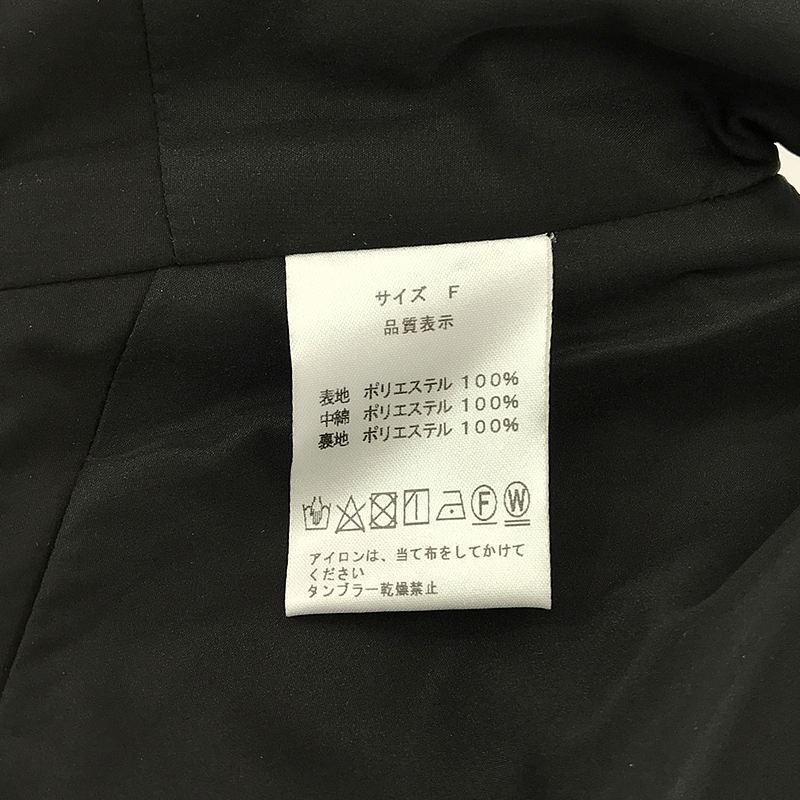 サイズ F
品質表示
表地 ポリエステル 100%
中綿 ポリエステル 100%
裏地 ポリエステル 100%
F W
アイロンは、当て布をしてかけて
ください
タンブラー乾燥禁止